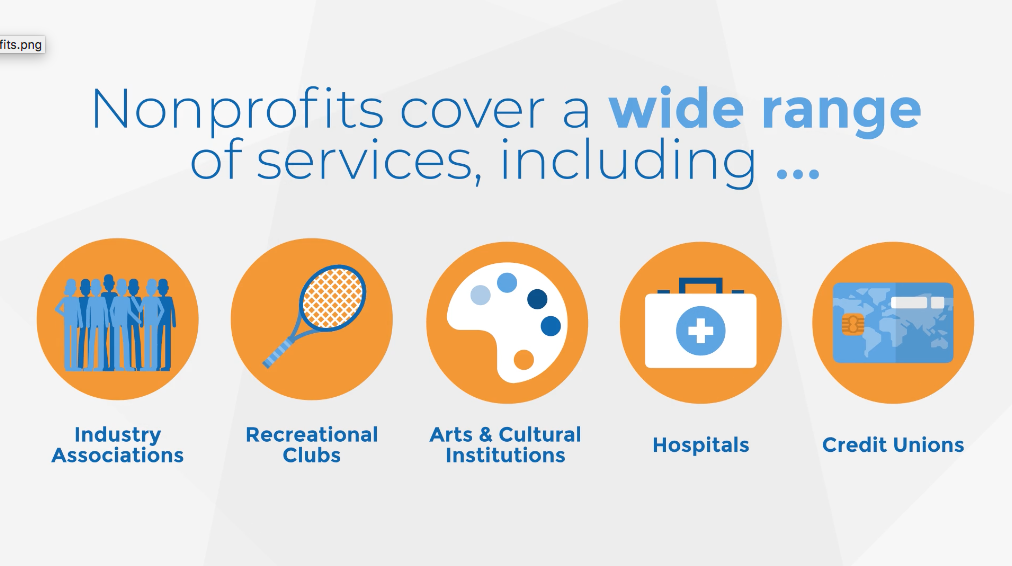 fits.png
Nonprofits cover a wide range
of services, including ...
Industry
Associations
Recreational
Clubs
Arts & Cultural
Institutions
Hospitals
Credit Unions